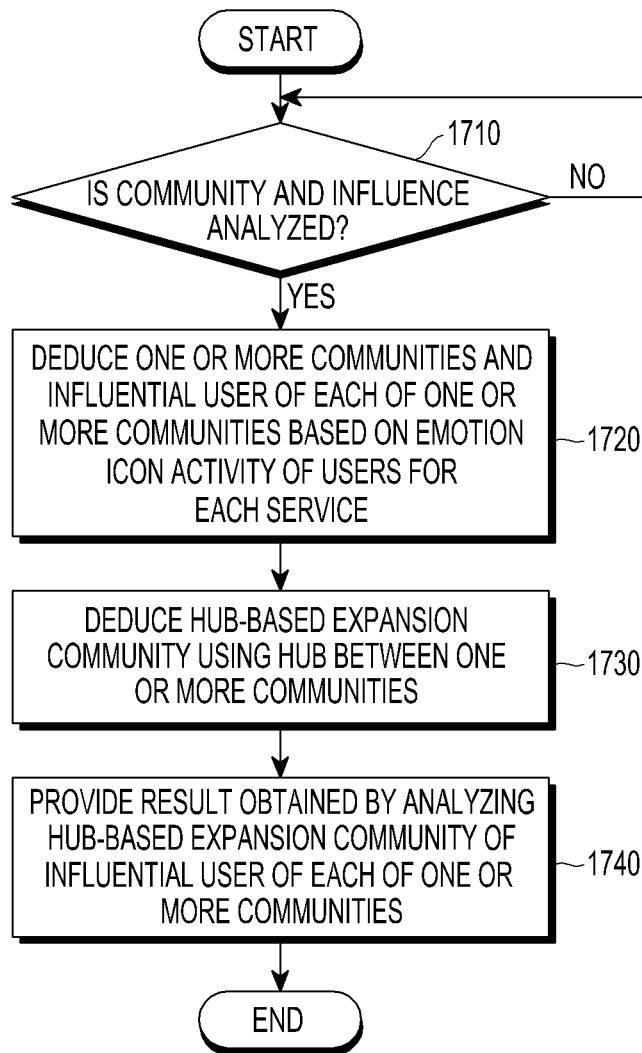 START
1710
IS COMMUNITY AND INFLUENCE
ANALYZED?
NO
YES
DEDUCE ONE OR MORE COMMUNITIES AND
INFLUENTIAL USER OF EACH OF ONE OR
MORE COMMUNITIES BASED ON EMOTION
ICON ACTIVITY OF USERS FOR
EACH SERVICE
1720
DEDUCE HUB-BASED EXPANSION
COMMUNITY USING HUB BETWEEN ONE
OR MORE COMMUNITIES
1730
PROVIDE RESULT OBTAINED BY ANALYZING
HUB-BASED EXPANSION COMMUNITY OF
INFLUENTIAL USER OF EACH OF ONE OR
MORE COMMUNITIES
1740
END